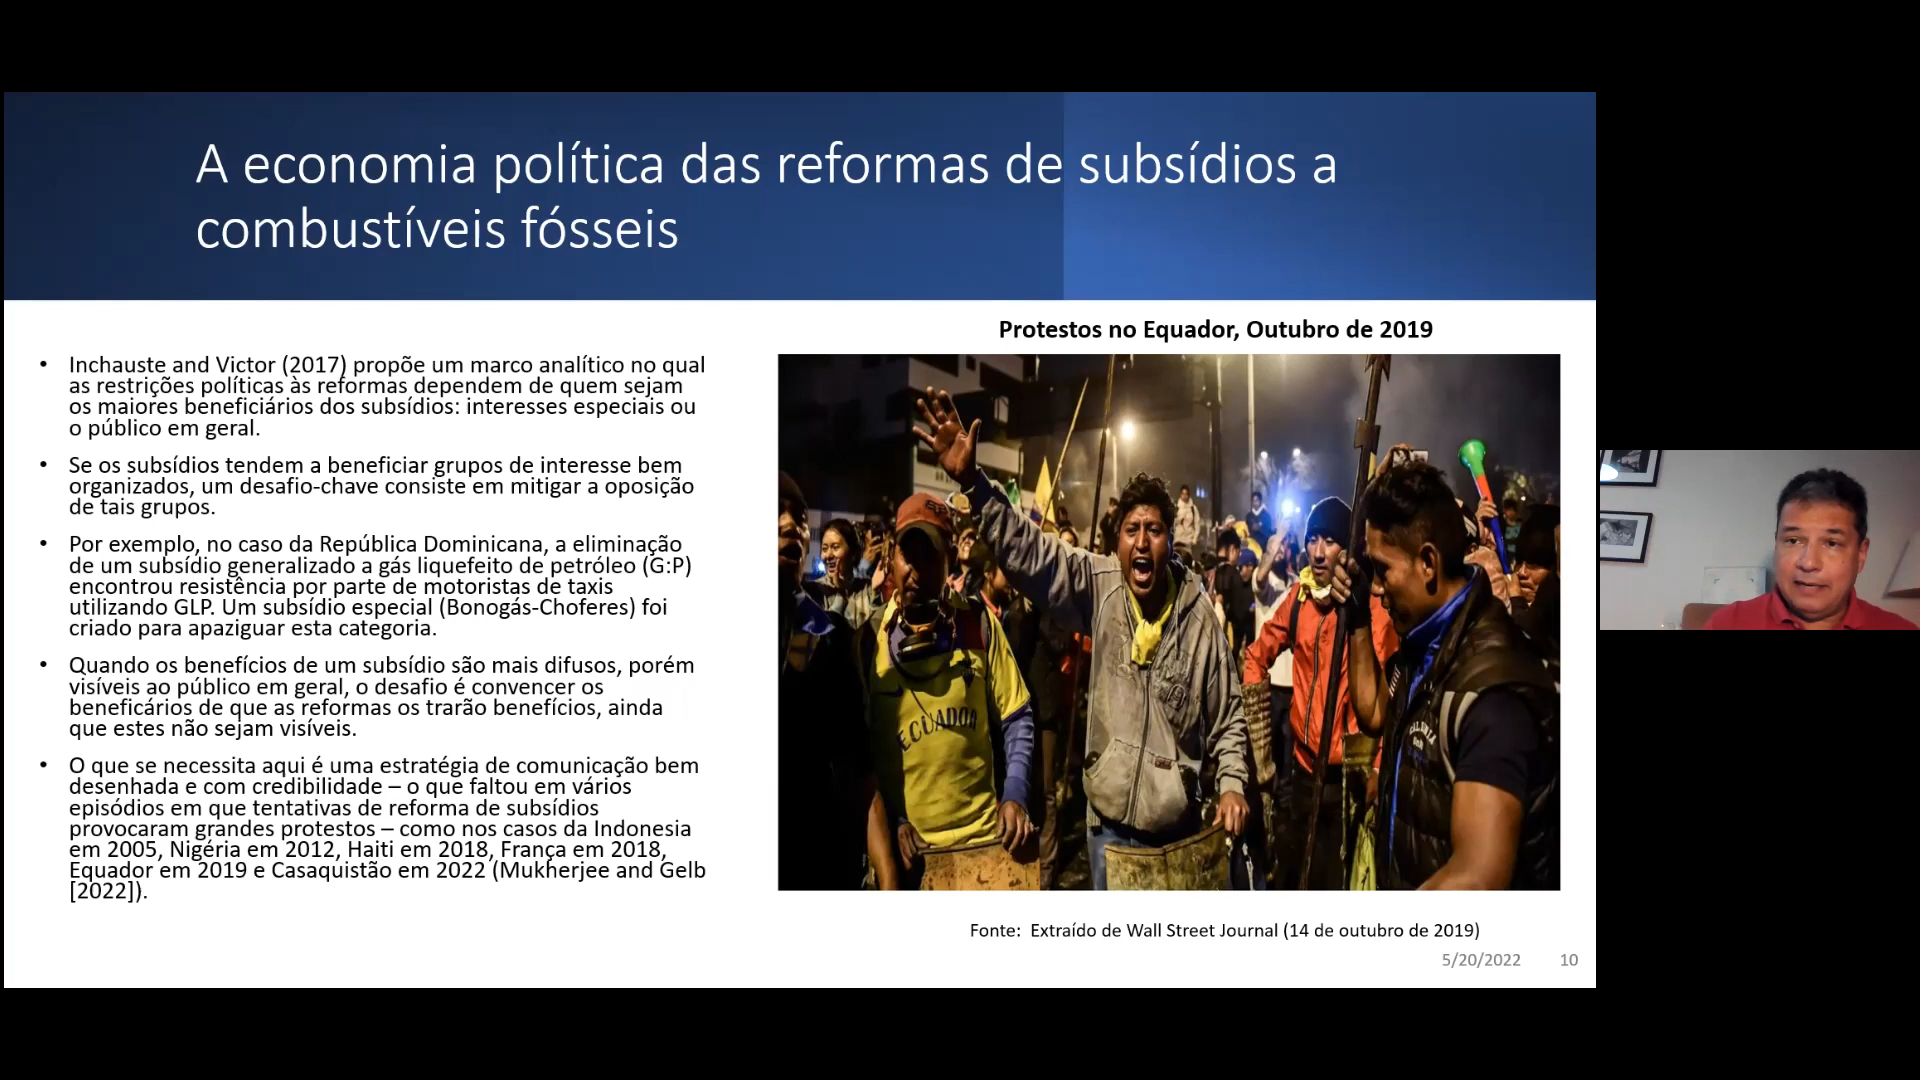 A economia política das reformas de subsídios a
combustíveis fósseis
• Inchauste and Victor (2017) propõe um marco analítico no qual
as restrições políticas às reformas dependem de quem sejam
os maiores beneficiários dos subsídios: interesses especiais ou
o público em geral.
• Se os subsídios tendem a beneficiar grupos de interesse bem
organizados, um desafio-chave consiste em mitigar a oposição
de tais grupos.
• Por exemplo, no caso da República Dominicana, a eliminação
de um subsídio generalizado a gás liquefeito de petróleo (G:P)
encontrou resistência por parte de motoristas de taxis
utilizando GLP. Um subsídio especial (Bonogás-Choferes) foi
criado para apaziguar esta categoria.
• Quando os benefícios de um subsídio são mais difusos, porém
visíveis ao público em geral, o desafio é convencer os
beneficários de que as reformas os trarão benefícios, ainda
que estes não sejam visíveis.
• O que se necessita aqui é uma estratégia de comunicação bem
desenhada e com credibilidade – o que faltou em vários
episódios em que tentativas de reforma de subsídios
provocaram grandes protestos – como nos casos da Indonesia
em 2005, Nigéria em 2012, Haiti em 2018, França em 2018,
Equador em 2019 e Casaquistão em 2022 (Mukherjee and Gelb
[2022]).
Protestos no Equador, Outubro de 2019
ECUADOR
Fonte: Extraído de Wall Street Journal (14 de outubro de 2019)
5/20/2022 10